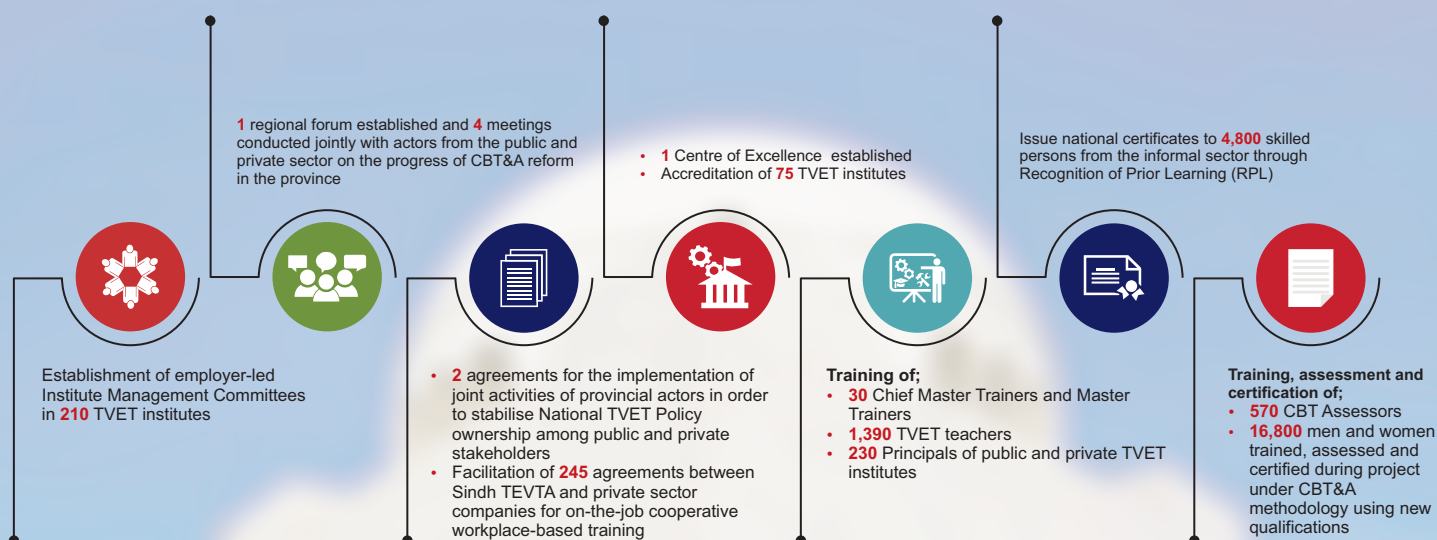 1 regional forum established and 4 meetings
conducted jointly with actors from the public and
private sector on the progress of CBT&A reform
in the province
• 1 Centre of Excellence established
• Accreditation of 75 TVET institutes
Issue national certificates to 4,800 skilled
persons from the informal sector through
Recognition of Prior Learning (RPL)
Establishment of employer-led
Institute Management Committees
in 210 TVET institutes
• 2 agreements for the implementation of
joint activities of provincial actors in order
to stabilise National TVET Policy
ownership among public and private
stakeholders
• Facilitation of 245 agreements between
Sindh TEVTA and private sector
companies for on-the-job cooperative
workplace-based training
Training of;
• 30 Chief Master Trainers and Master
Trainers
• 1,390 TVET teachers
• 230 Principals of public and private TVET
institutes
Training, assessment and
certification of;
• 570 CBT Assessors
• 16,800 men and women
trained, assessed and
certified during project
under CBT&A
methodology using new
qualifications